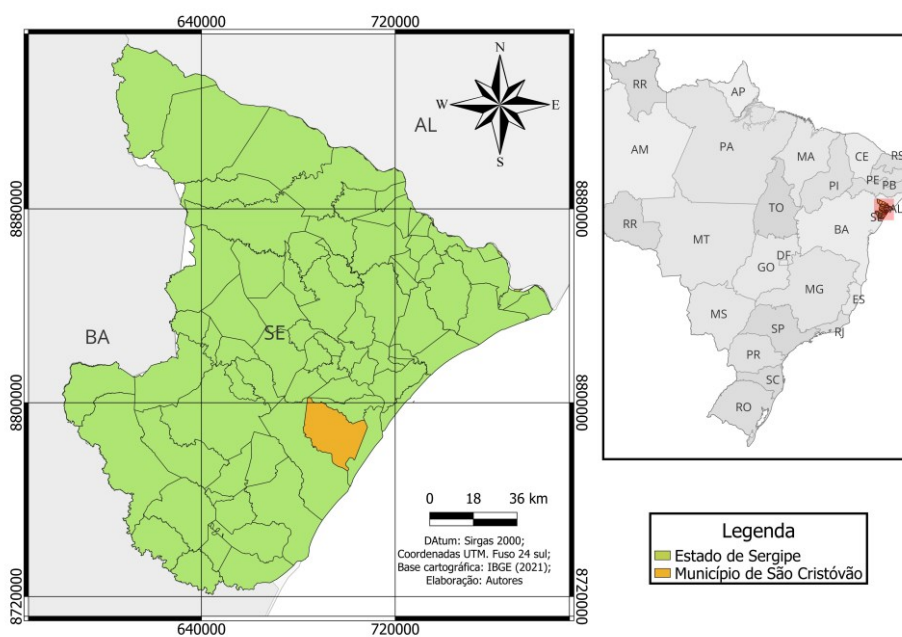 640000
720000
N
W
E
S
AL
BA
SE
8880000
8880000
8800000
8800000
8720000
8720000
640000
720000
0 18 36 km
DAtum: Sirgas 2000;
Coordenadas UTM. Fuso 24 sul;
Base cartográfica: IBGE (2021);
Elaboração: Autores
RR
AP
AM
PA
MA
CE
RS
PI
PE
PB
TO
SE
AL
RR
MT
BA
DF
GO
MG
ES
MS
SP
RJ
PR
SC
RO
Legenda
Estado de Sergipe
Município de São Cristóvão